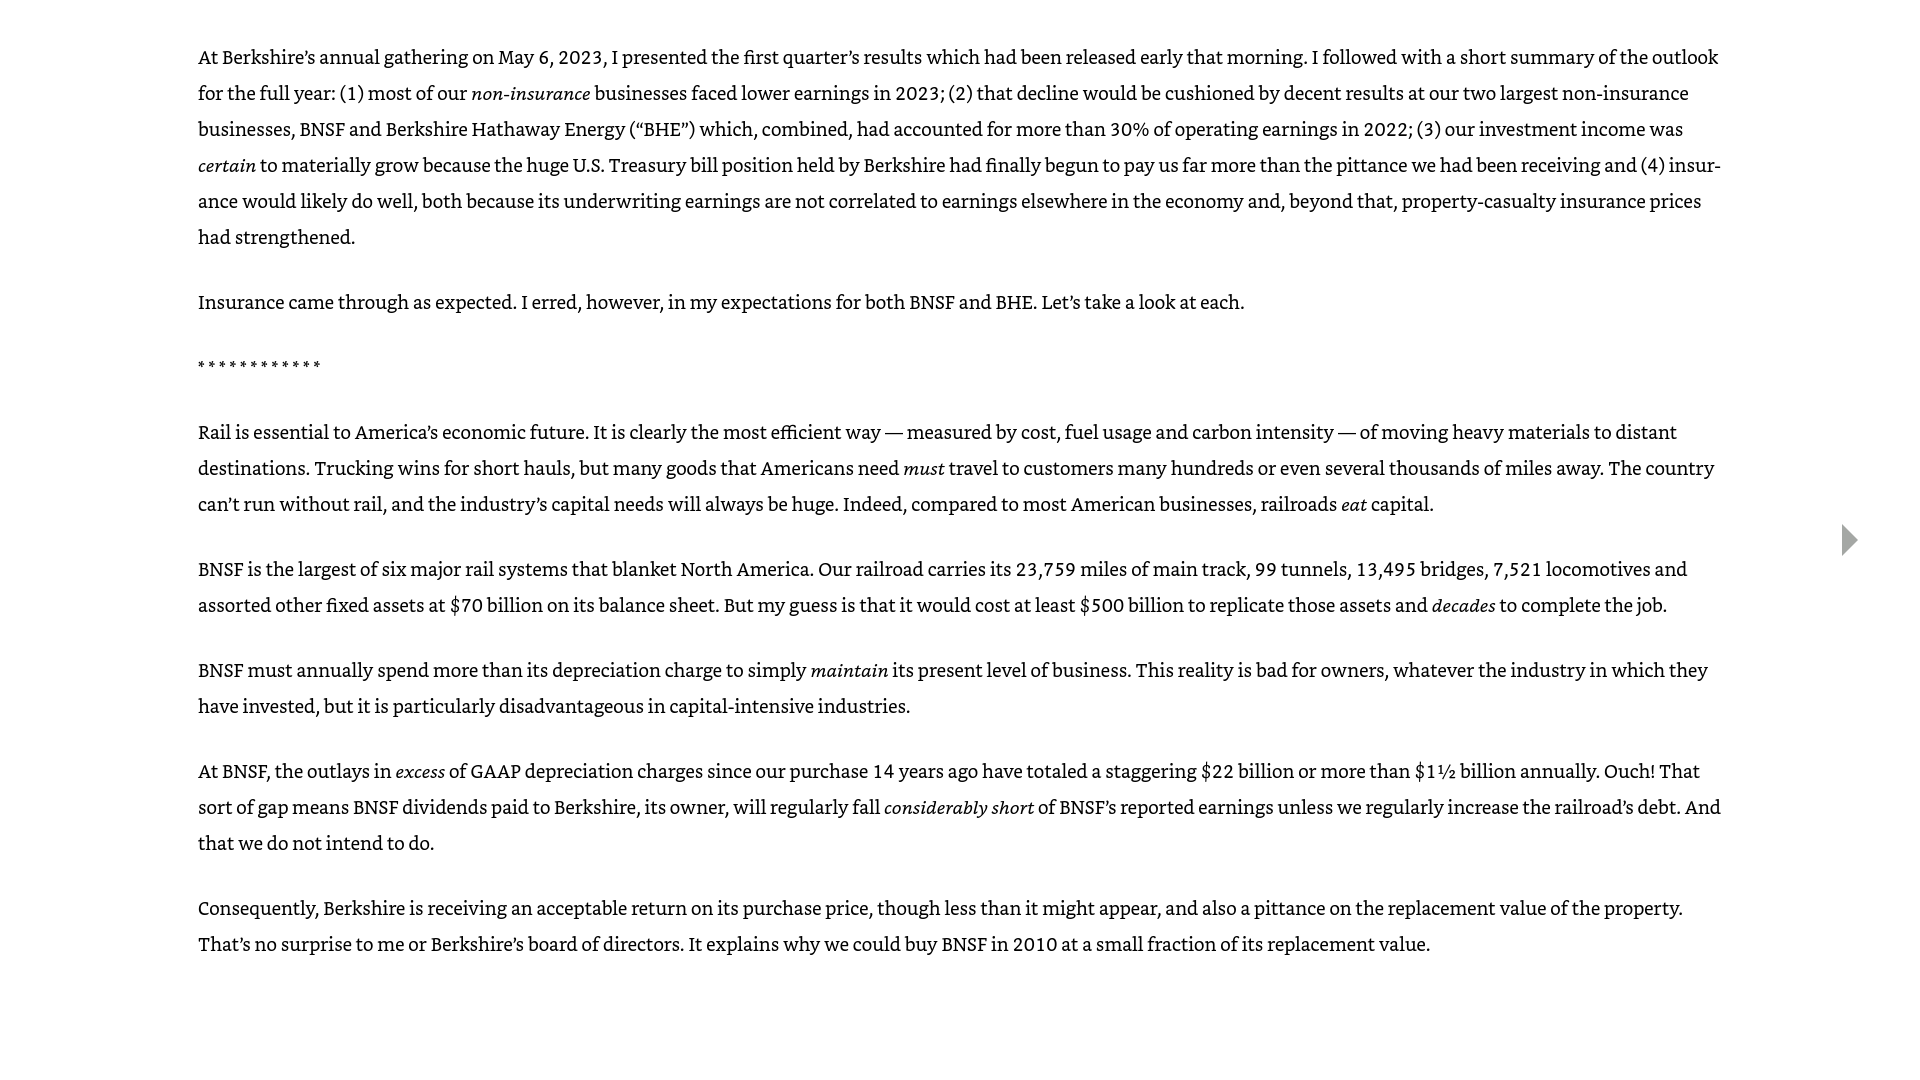 At Berkshire’s annual gathering on May 6, 2023, I presented the first quarter’s results which had been released early that morning. I followed with a short summary of the outlook
for the full year: (1) most of our non-insurance businesses faced lower earnings in 2023; (2) that decline would be cushioned by decent results at our two largest non-insurance
businesses, BNSF and Berkshire Hathaway Energy (“BHE”) which, combined, had accounted for more than 30% of operating earnings in 2022; (3) our investment income was
certain to materially grow because the huge U.S. Treasury bill position held by Berkshire had finally begun to pay us far more than the pittance we had been receiving and (4) insur-
ance would likely do well, both because its underwriting earnings are not correlated to earnings elsewhere in the economy and, beyond that, property-casualty insurance prices
had strengthened.
Insurance came through as expected. I erred, however, in my expectations for both BNSF and BHE. Let’s take a look at each.
* * * * * * * * * * * *
Rail is essential to America’s economic future. It is clearly the most efficient way — measured by cost, fuel usage and carbon intensity — of moving heavy materials to distant
destinations. Trucking wins for short hauls, but many goods that Americans need must travel to customers many hundreds or even several thousands of miles away. The country
can’t run without rail, and the industry’s capital needs will always be huge. Indeed, compared to most American businesses, railroads eat capital.
BNSF is the largest of six major rail systems that blanket North America. Our railroad carries its 23,759 miles of main track, 99 tunnels, 13,495 bridges, 7,521 locomotives and
assorted other fixed assets at $70 billion on its balance sheet. But my guess is that it would cost at least $500 billion to replicate those assets and decades to complete the job.
BNSF must annually spend more than its depreciation charge to simply maintain its present level of business. This reality is bad for owners, whatever the industry in which they
have invested, but it is particularly disadvantageous in capital-intensive industries.
At BNSF, the outlays in excess of GAAP depreciation charges since our purchase 14 years ago have totaled a staggering $22 billion or more than $1½ billion annually. Ouch! That
sort of gap means BNSF dividends paid to Berkshire, its owner, will regularly fall considerably short of BNSF’s reported earnings unless we regularly increase the railroad’s debt. And
that we do not intend to do.
Consequently, Berkshire is receiving an acceptable return on its purchase price, though less than it might appear, and also a pittance on the replacement value of the property.
That’s no surprise to me or Berkshire’s board of directors. It explains why we could buy BNSF in 2010 at a small fraction of its replacement value.